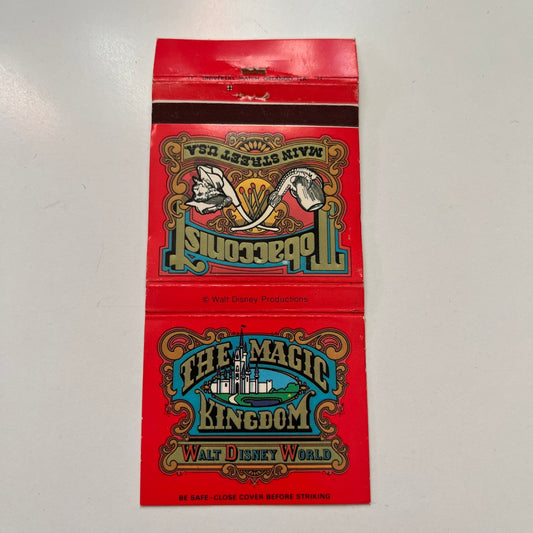 UNIVERSAL
MAIN STREET USA
Tobacconist
© Walt Disney Productions
THE MAGIC
KINGDOM
WALT DISNEY WORLD
BE SAFE-CLOSE COVER BEFORE STRIKING